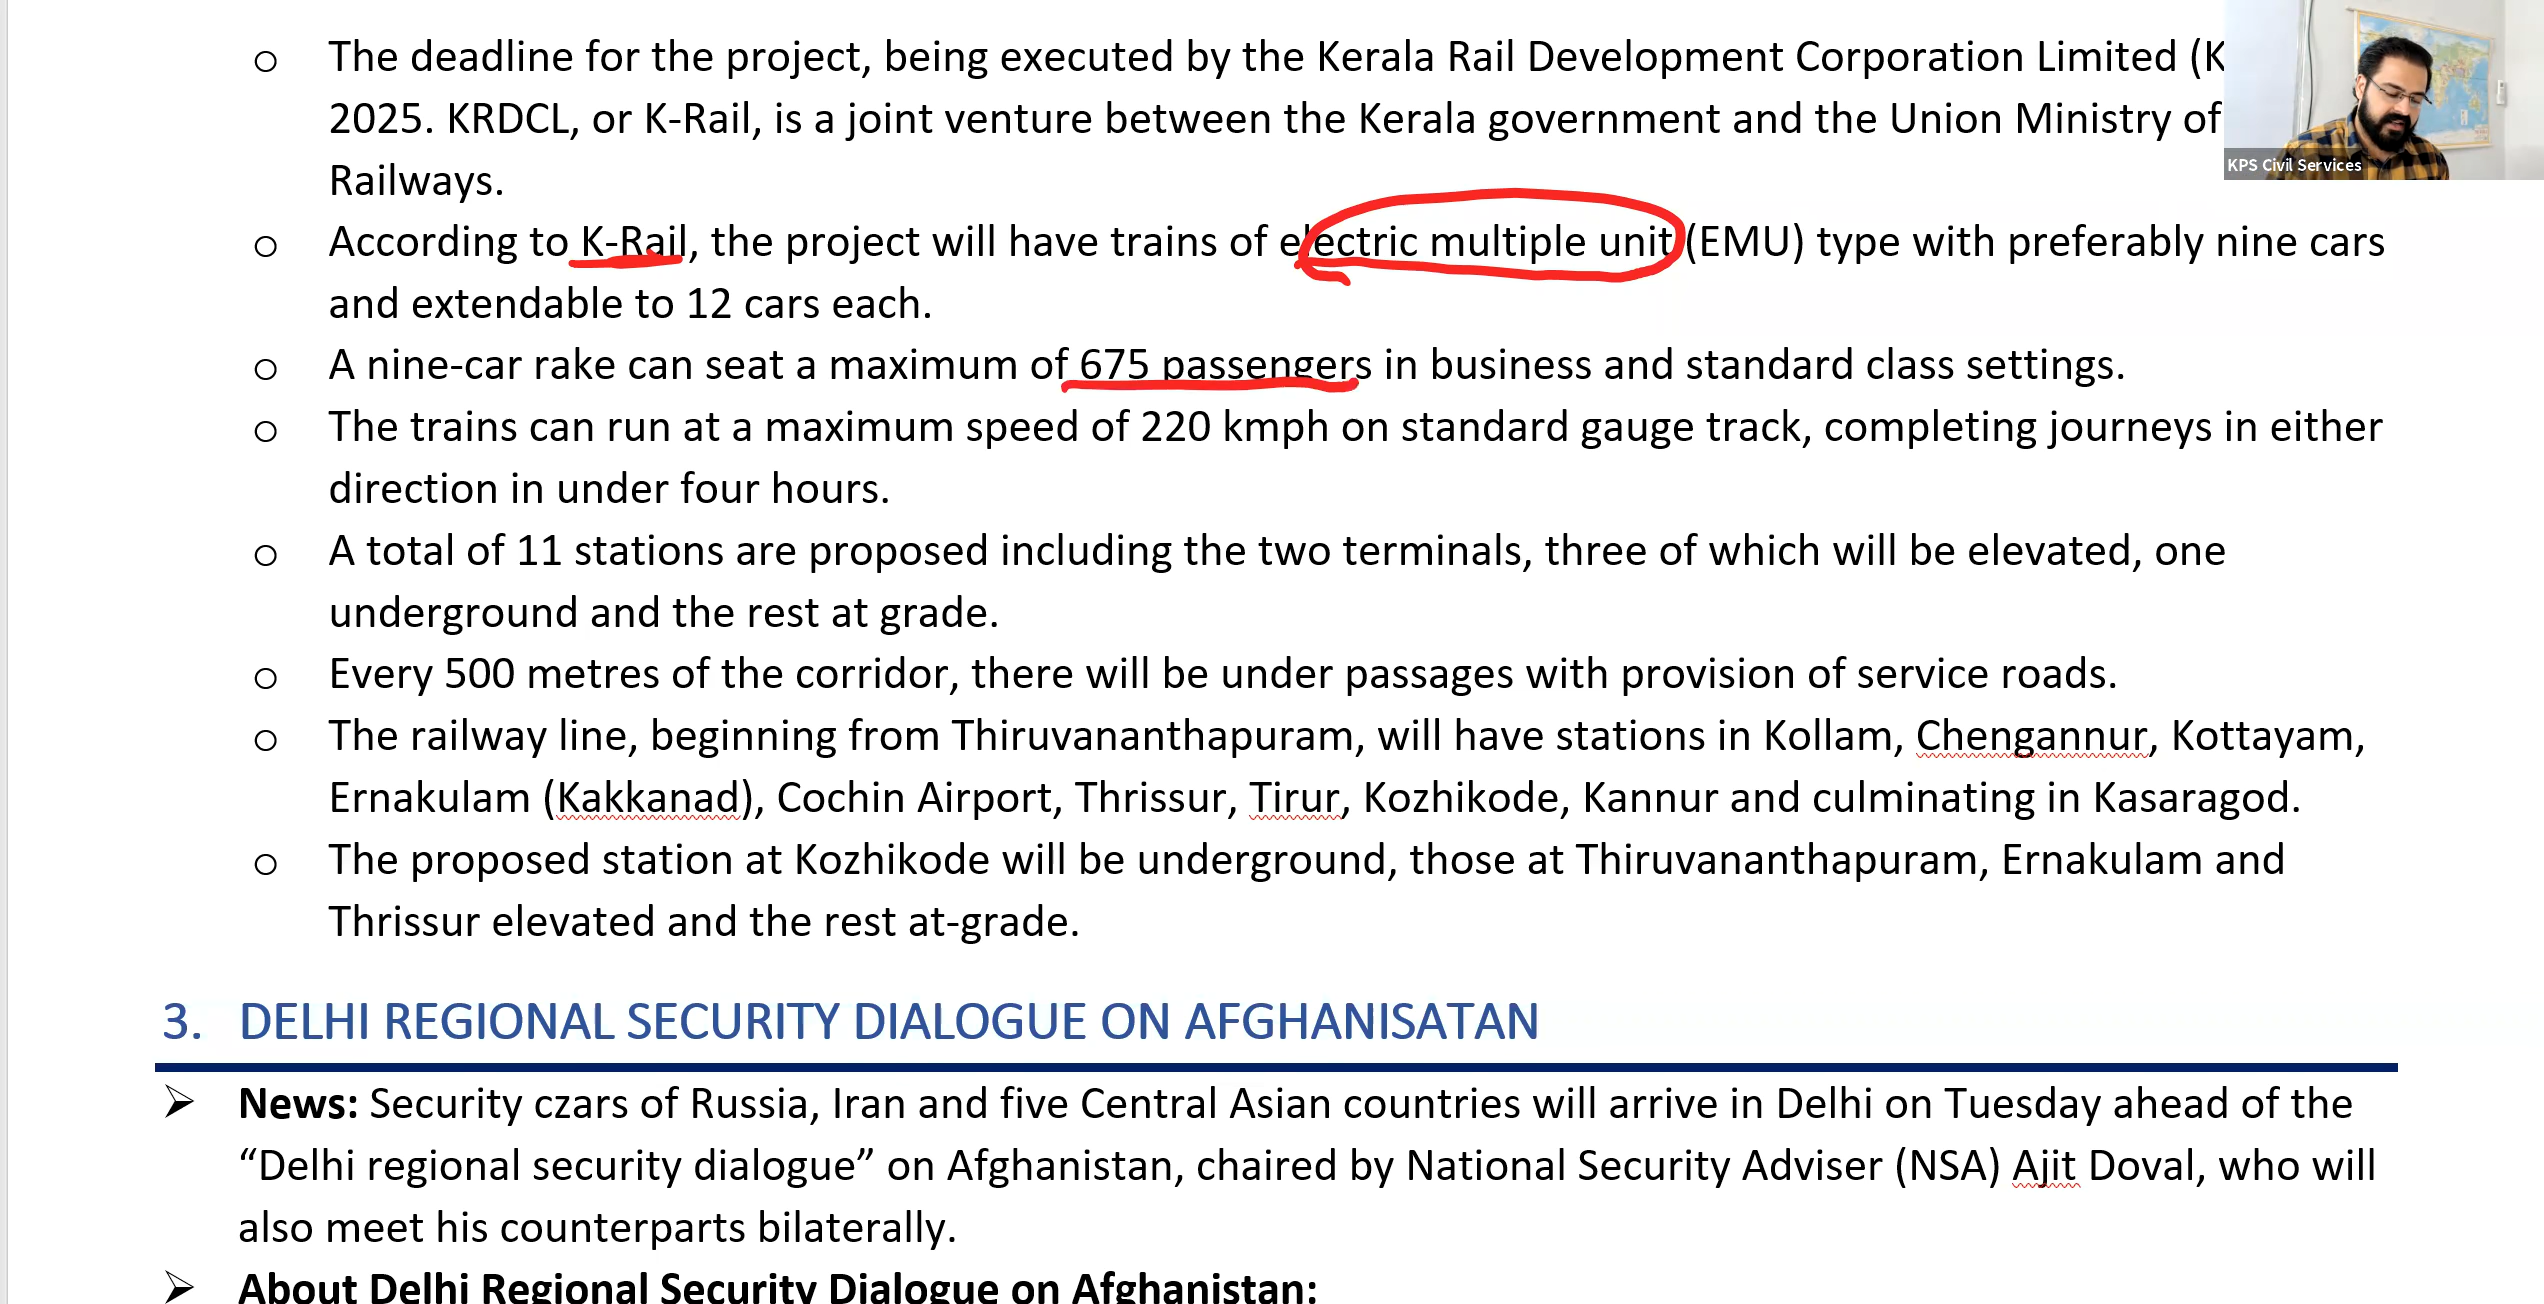 o The deadline for the project, being executed by the Kerala Rail Development Corporation Limited (K
2025. KRDCL, or K-Rail, is a joint venture between the Kerala government and the Union Ministry of
Railways.
o According to K-Rail, the project will have trains of electric multiple unit (EMU) type with preferably nine cars
and extendable to 12 cars each.
o A nine-car rake can seat a maximum of 675 passengers in business and standard class settings.
o The trains can run at a maximum speed of 220 kmph on standard gauge track, completing journeys in either
direction in under four hours.
o A total of 11 stations are proposed including the two terminals, three of which will be elevated, one
underground and the rest at grade.
o Every 500 metres of the corridor, there will be under passages with provision of service roads.
o The railway line, beginning from Thiruvananthapuram, will have stations in Kollam, Chengannur, Kottayam,
Ernakulam (Kakkanad), Cochin Airport, Thrissur, Tirur, Kozhikode, Kannur and culminating in Kasaragod.
o The proposed station at Kozhikode will be underground, those at Thiruvananthapuram, Ernakulam and
Thrissur elevated and the rest at-grade.
3. DELHI REGIONAL SECURITY DIALOGUE ON AFGHANISATAN
➢ News: Security czars of Russia, Iran and five Central Asian countries will arrive in Delhi on Tuesday ahead of the
“Delhi regional security dialogue” on Afghanistan, chaired by National Security Adviser (NSA) Ajit Doval, who will
also meet his counterparts bilaterally.
➢ About Delhi Regional Security Dialogue on Afghanistan:
KPS Civil Services